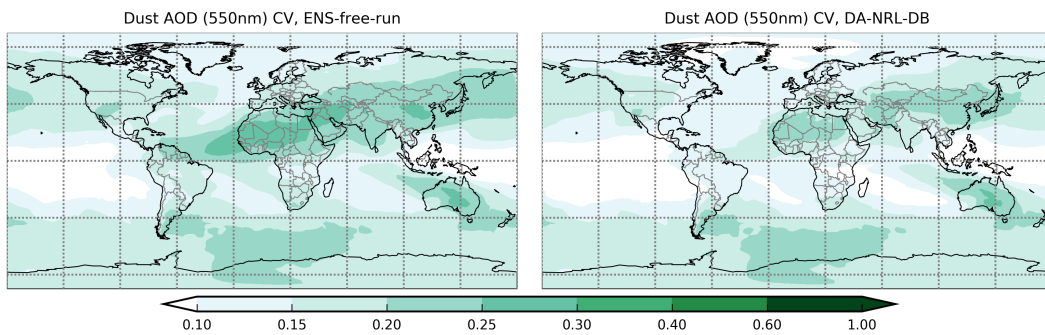 Dust AOD (550nm) CV, ENS-free-run
Dust AOD (550nm) CV, DA-NRL-DB
0.10 0.15 0.20 0.25 0.30 0.40 0.60 1.00